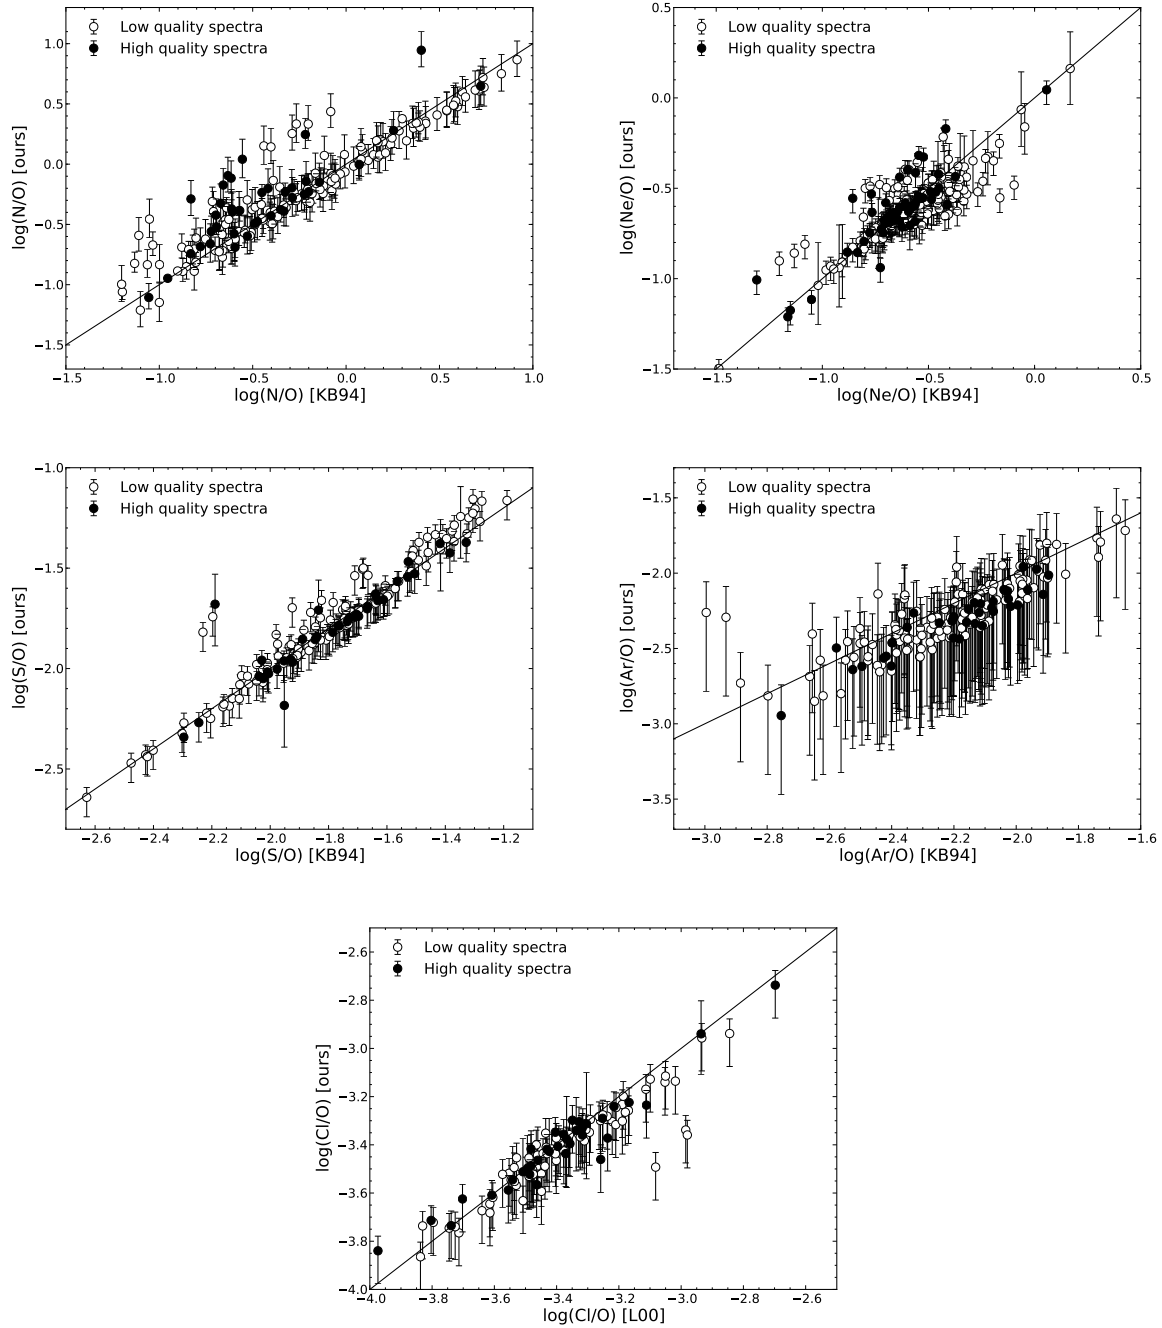 Low quality spectra
High quality spectra
1.0
0.5
0.0
−0.5
−1.0
−1.5
log(N/O) [ours]
−1.5 −1.0 −0.5 0.0 0.5 1.0
log(N/O) [KB94]
Low quality spectra
High quality spectra
0.5
0.0
−0.5
−1.0
−1.5
log(Ne/O) [ours]
−1.5 −1.0 −0.5 0.0 0.5
log(Ne/O) [KB94]
Low quality spectra
High quality spectra
−1.0
−1.5
−2.0
−2.5
log(S/O) [ours]
−2.6 −2.4 −2.2 −2.0 −1.8 −1.6 −1.4 −1.2
log(S/O) [KB94]
Low quality spectra
High quality spectra
−1.5
−2.0
−2.5
−3.0
−3.5
log(Ar/O) [ours]
−3.0 −2.8 −2.6 −2.4 −2.2 −2.0 −1.8 −1.6
log(Ar/O) [KB94]
Low quality spectra
High quality spectra
−2.6
−2.8
−3.0
−3.2
−3.4
−3.6
−3.8
−4.0
log(Cl/O) [ours]
−4.0 −3.8 −3.6 −3.4 −3.2 −3.0 −2.8 −2.6
log(Cl/O) [L00]